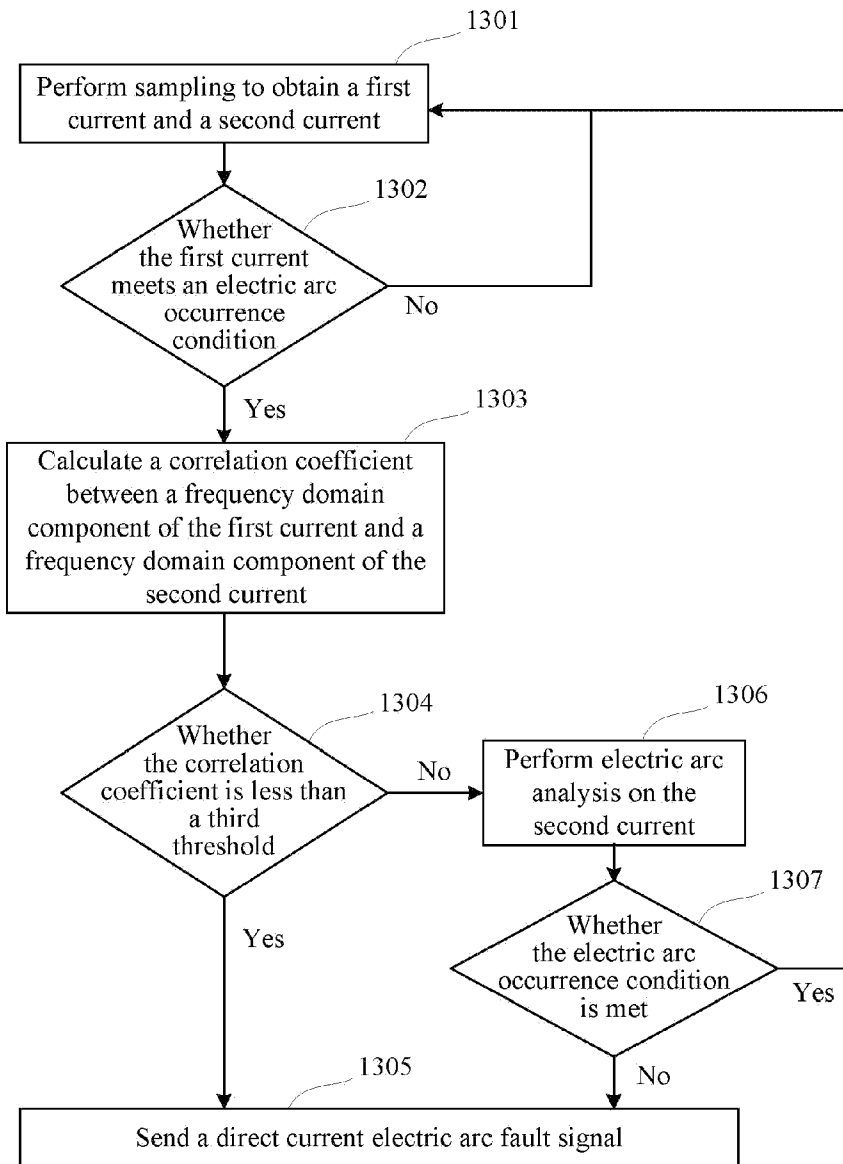 1301
Perform sampling to obtain a first
current and a second current
1302
Whether
the first current
meets an electric arc
occurrence
condition
No
Yes
1303
Calculate a correlation coefficient
between a frequency domain
component of the first current and a
frequency domain component of the
second current
1304
Whether
the correlation
coefficient is less than
a third
threshold
No
Yes
1306
Perform electric arc
analysis on the
second current
1307
Whether
the electric arc
occurrence condition
is met
Yes
No
1305
Send a direct current electric arc fault signal